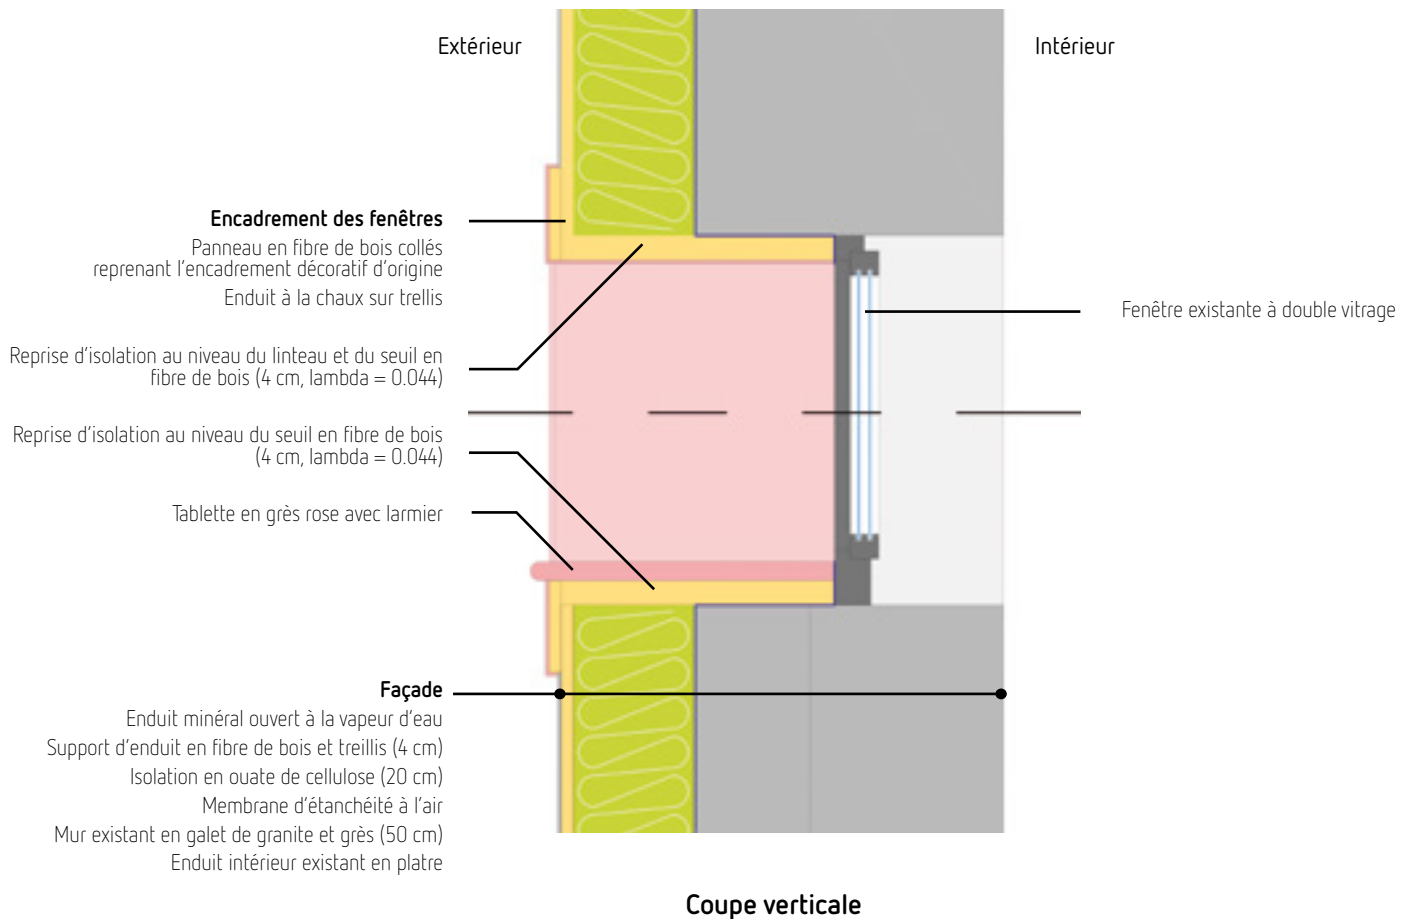 Extérieur
Intérieur
Encadrement des fenêtres
Panneau en fibre de bois collés
reprenant l'encadrement décoratif d'origine
Enduit à la chaux sur trellis
Fenêtre existante à double vitrage
Reprise d'isolation au niveau du linteau et du seuil en
fibre de bois (4 cm, lambda = 0.044)
Reprise d'isolation au niveau du seuil en fibre de bois
(4 cm, lambda = 0.044)
Tablette en grès rose avec larmier
Façade
Enduit minéral ouvert à la vapeur d'eau
Support d'enduit en fibre de bois et treillis (4 cm)
Isolation en ouate de cellulose (20 cm)
Membrane d'étanchéité à l'air
Mur existant en galet de granite et grès (50 cm)
Enduit intérieur existant en platre
Coupe verticale